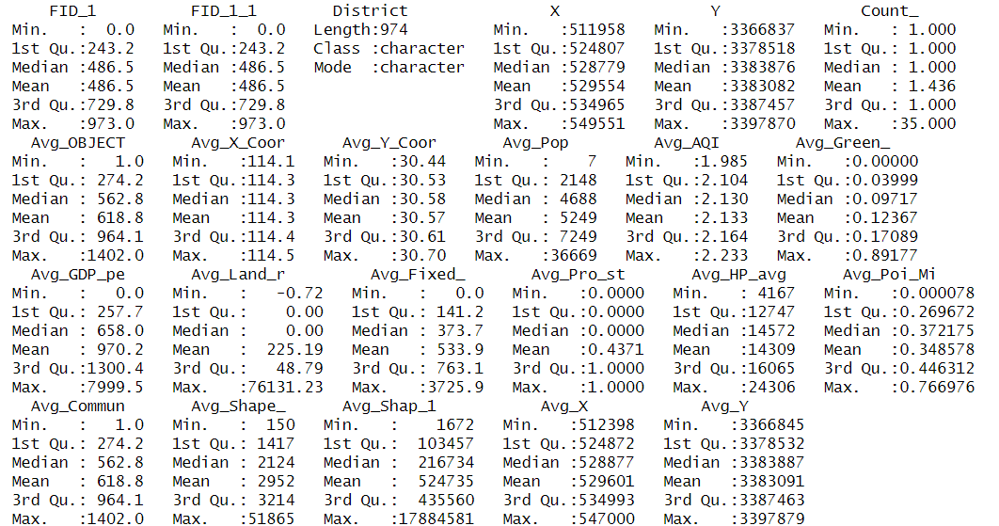 FID_1 FID_1_1 District X Y Count_
Min. : 0.0 Min. : 0.0 Length:974 Min. :511958 Min. :3366837 Min. : 1.000
1st Qu.:243.2 1st Qu.:243.2 Class :character 1st Qu.:524807 1st Qu.:3378518 1st Qu.: 1.000
Median :486.5 Median :486.5 Mode :character Median :528779 Median :3383876 Median : 1.000
Mean :486.5 Mean :486.5 Mean :529554 Mean :3383082 Mean : 1.436
3rd Qu.:729.8 3rd Qu.:729.8 3rd Qu.:534965 3rd Qu.:3387457 3rd Qu.: 1.000
Max. :973.0 Max. :973.0 Max. :549551 Max. :3397870 Max. :35.000
Avg_OBJECT Avg_X_Coor Avg_Y_Coor Avg_Pop Avg_AQI Avg_Green_
Min. : 1.0 Min. :114.1 Min. :30.44 Min. : 7 Min. :1.985 Min. :0.00000
1st Qu.: 274.2 1st Qu.:114.3 1st Qu.:30.53 1st Qu.: 2148 1st Qu.:2.104 1st Qu.:0.03999
Median : 562.8 Median :114.3 Median :30.58 Median : 4688 Median :2.130 Median :0.09717
Mean : 618.8 Mean :114.3 Mean :30.57 Mean : 5249 Mean :2.133 Mean :0.12367
3rd Qu.: 964.1 3rd Qu.:114.4 3rd Qu.:30.61 3rd Qu.: 7249 3rd Qu.:2.164 3rd Qu.:0.17089
Max. :1402.0 Max. :114.5 Max. :30.70 Max. :36669 Max. :2.233 Max. :0.89177
Avg_GDP_pe Avg_Land_r Avg_Fixed_ Avg_Pro_st Avg_HP_avg Avg_Poi_Mi
Min. : 0.0 Min. : -0.72 Min. : 0.0 Min. :0.0000 Min. : 4167 Min. :0.000078
1st Qu.: 257.7 1st Qu.: 0.00 1st Qu.: 141.2 1st Qu.:0.0000 1st Qu.:12747 1st Qu.:0.269672
Median : 658.0 Median : 0.00 Median : 373.7 Median :0.0000 Median :14572 Median :0.372175
Mean : 970.2 Mean : 225.19 Mean : 533.9 Mean :0.4371 Mean :14309 Mean :0.348578
3rd Qu.:1300.4 3rd Qu.: 48.79 3rd Qu.: 763.1 3rd Qu.:1.0000 3rd Qu.:16065 3rd Qu.:0.446312
Max. :7999.5 Max. :76131.23 Max. :3725.9 Max. :1.0000 Max. :24306 Max. :0.766976
Avg_Commun Avg_Shape_ Avg_Shap_1 Avg_X Avg_Y
Min. : 1.0 Min. : 150 Min. : 1672 Min. :512398 Min. :3366845
1st Qu.: 274.2 1st Qu.: 1417 1st Qu.: 103457 1st Qu.:524872 1st Qu.:3378532
Median : 562.8 Median : 2124 Median : 216734 Median :528877 Median :3383887
Mean : 618.8 Mean : 2952 Mean : 524735 Mean :529601 Mean :3383091
3rd Qu.: 964.1 3rd Qu.: 3214 3rd Qu.: 435560 3rd Qu.:534993 3rd Qu.:3387463
Max. :1402.0 Max. :51865 Max. :17884581 Max. :547000 Max. :3397879